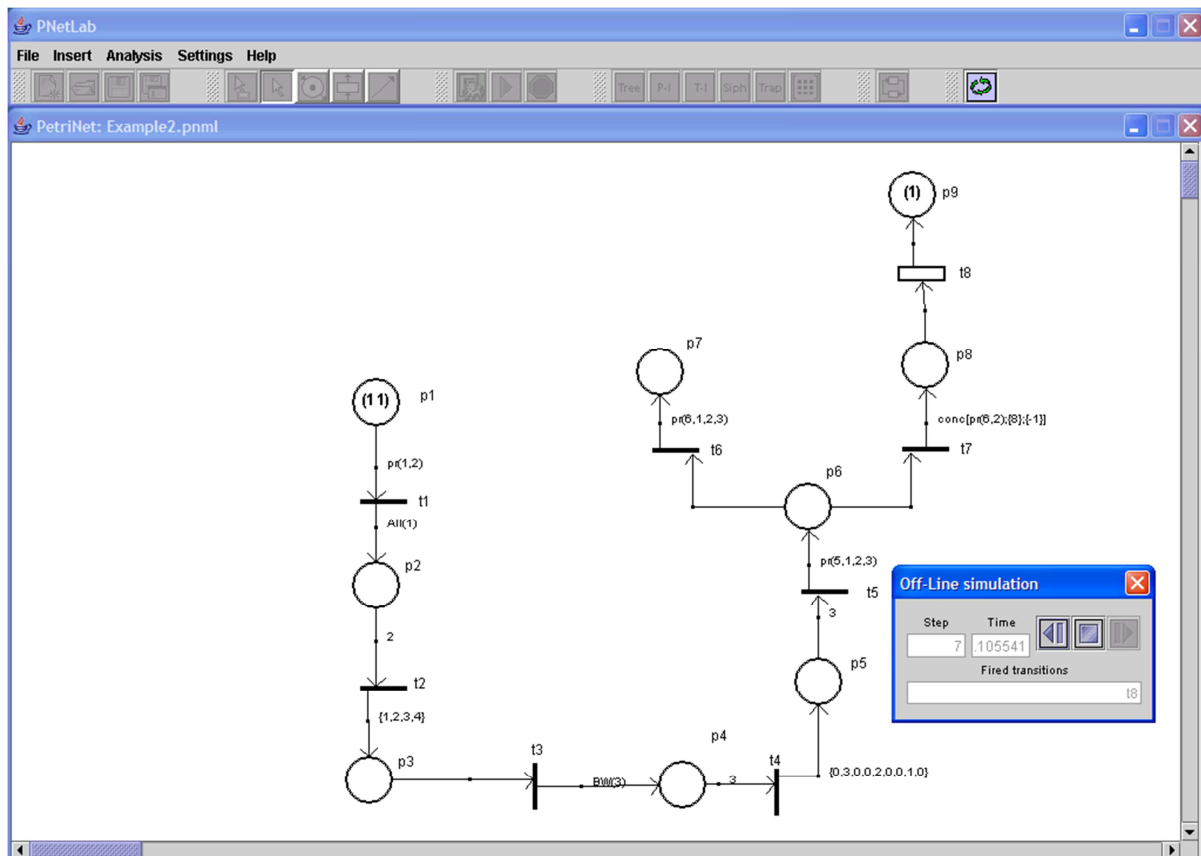 PNetLab
File Insert Analysis Settings Help
Tree P-I T-I Siph Trap
PetriNet: Example2.pnml
(1) p9
t8
p7
p8
(1 1) p1
pr(6,1,2,3)
conc[pr(6,2);{8};{-1}]
t6
t7
pr(1,2)
p6
t1
All(1)
pr(5,1,2,3)
p2
t5
3
Off-Line simulation
Step Time
7 .105541
2
p5
Fired transitions
t2
t8
{1,2,3,4}
p3
t3
p4
t4
BW(3)
3
{0,3,0,0,2,0,0,1,0}